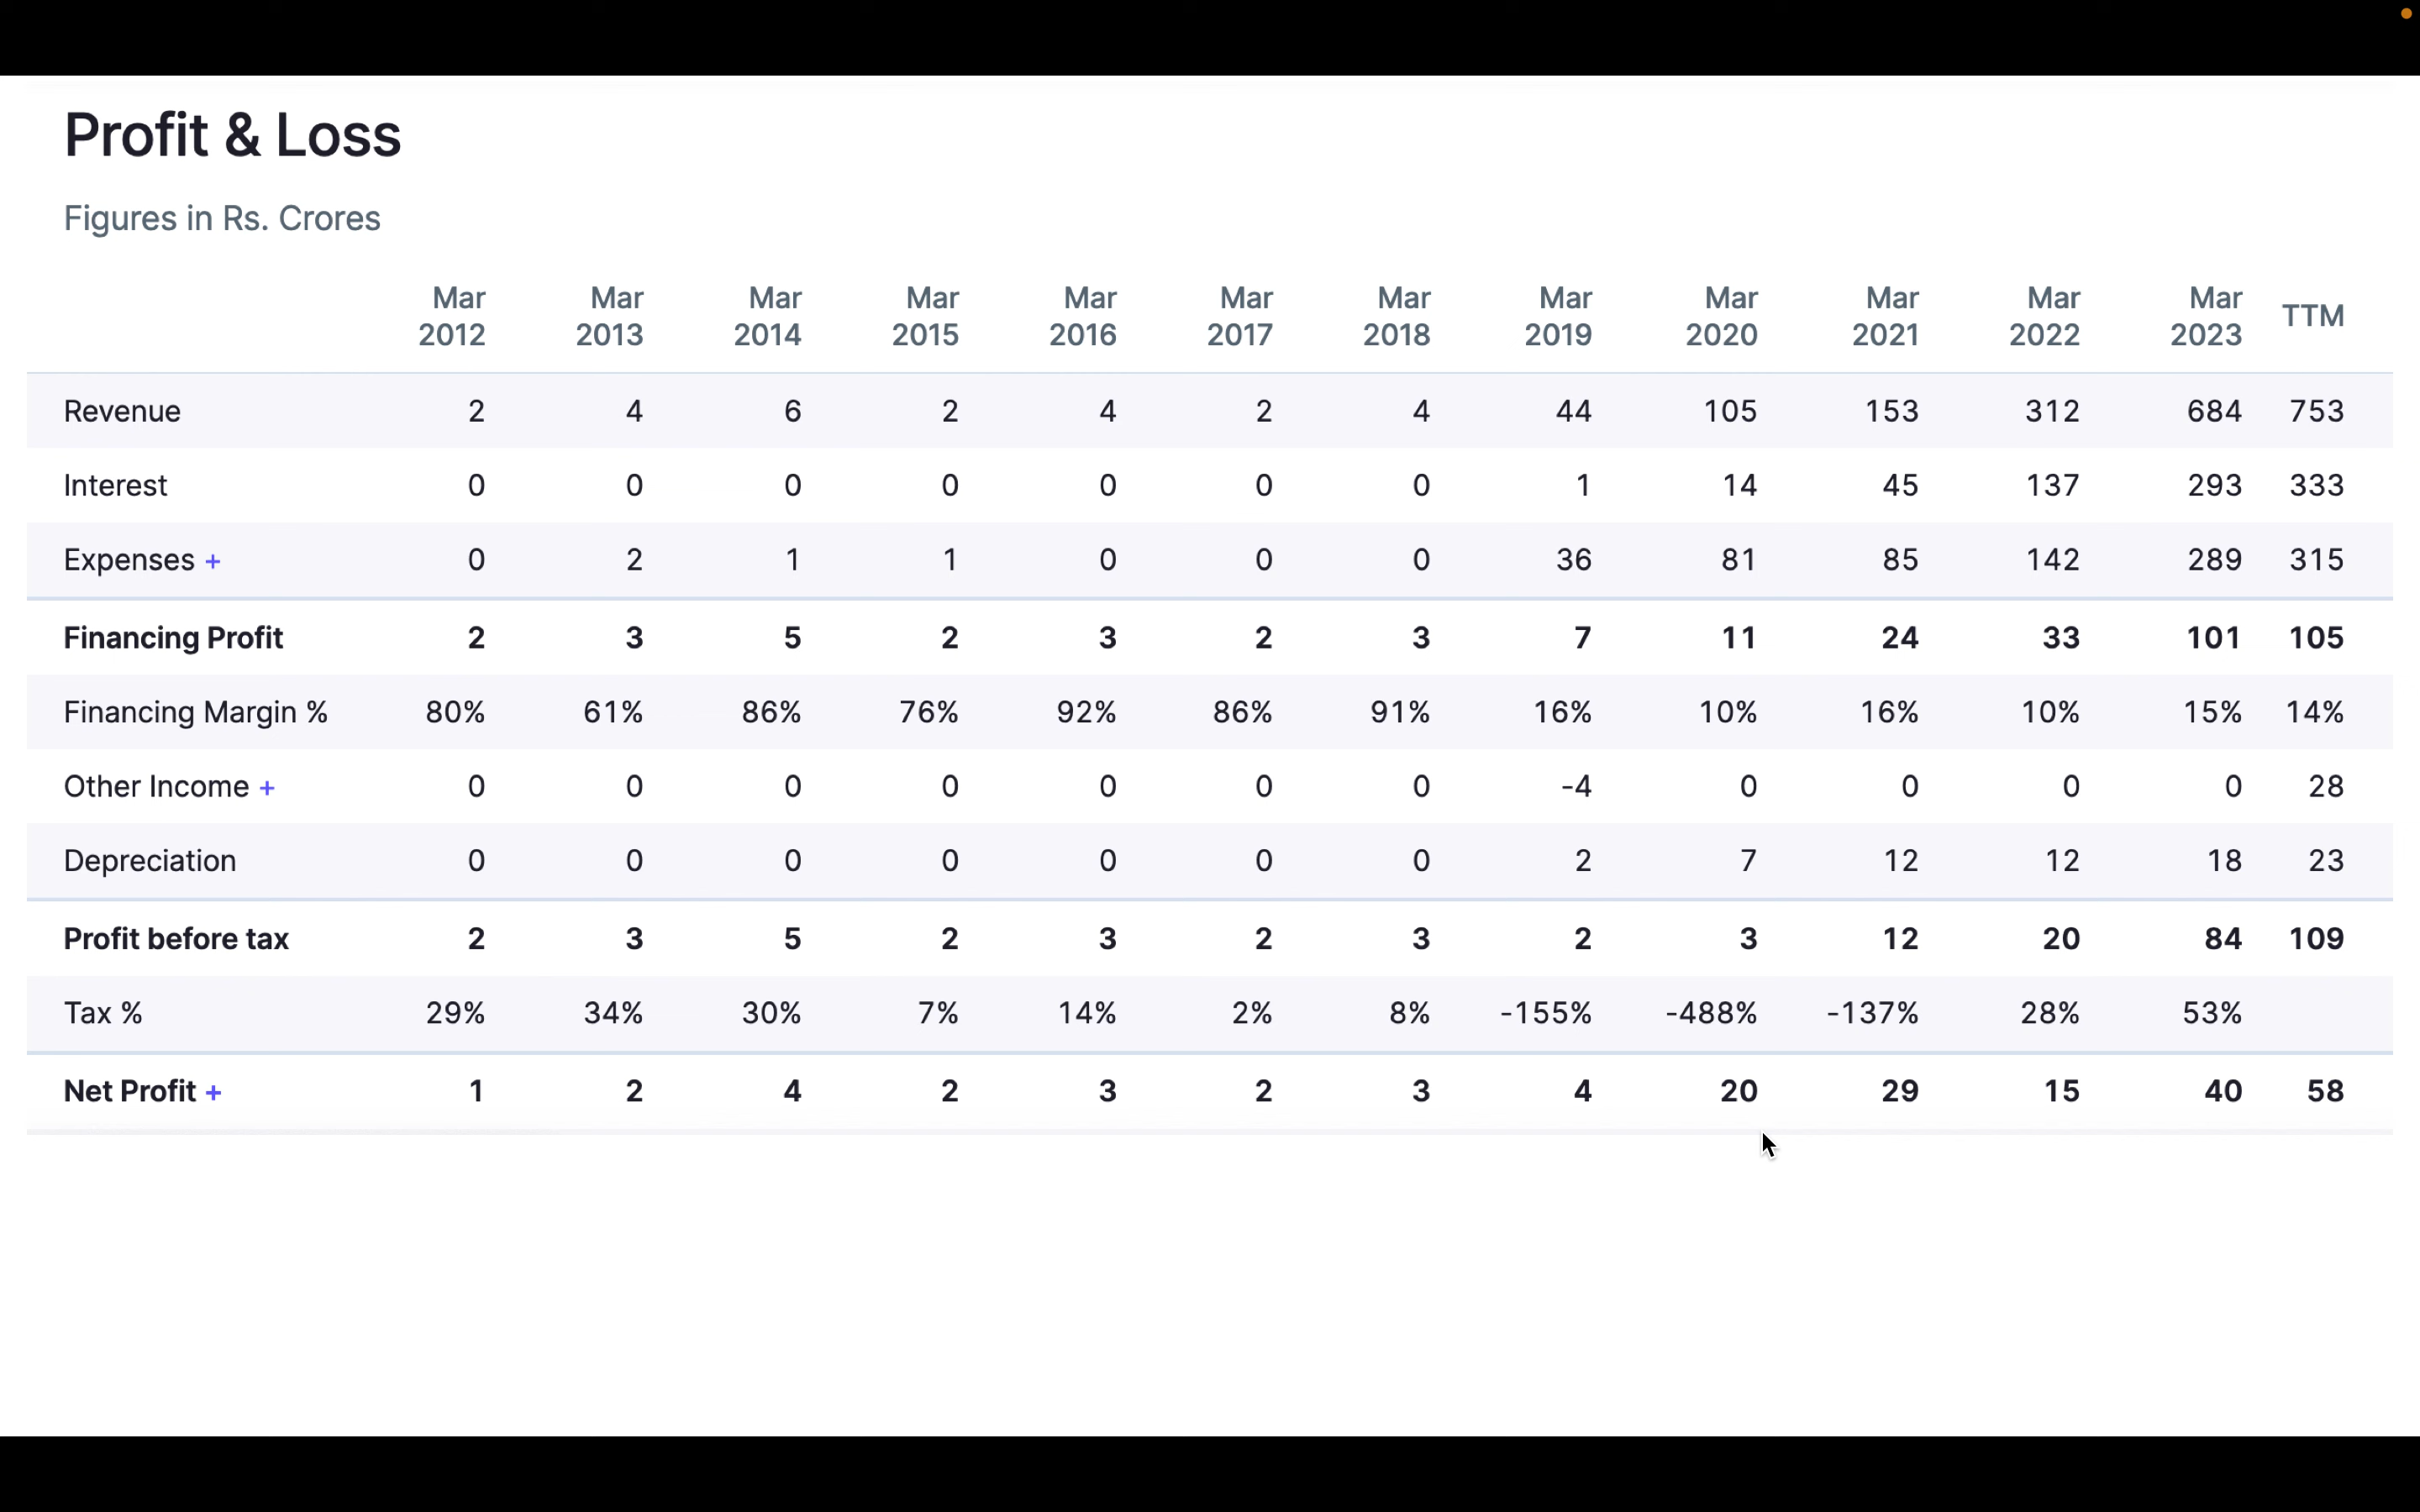 Profit & Loss
Figures in Rs. Crores
Mar 2012 Mar 2013 Mar 2014 Mar 2015 Mar 2016 Mar 2017 Mar 2018 Mar 2019 Mar 2020 Mar 2021 Mar 2022 Mar 2023 TTM
Revenue 2 4 6 2 4 2 4 44 105 153 312 684 753
Interest 0 0 0 0 0 0 0 1 14 45 137 293 333
Expenses + 0 2 1 1 0 0 0 36 81 85 142 289 315
Financing Profit 2 3 5 2 3 2 3 7 11 24 33 101 105
Financing Margin % 80% 61% 86% 76% 92% 86% 91% 16% 10% 16% 10% 15% 14%
Other Income + 0 0 0 0 0 0 0 -4 0 0 0 0 28
Depreciation 0 0 0 0 0 0 0 2 7 12 12 18 23
Profit before tax 2 3 5 2 3 2 3 2 3 12 20 84 109
Tax % 29% 34% 30% 7% 14% 2% 8% -155% -488% -137% 28% 53%
Net Profit + 1 2 4 2 3 2 3 4 20 29 15 40 58